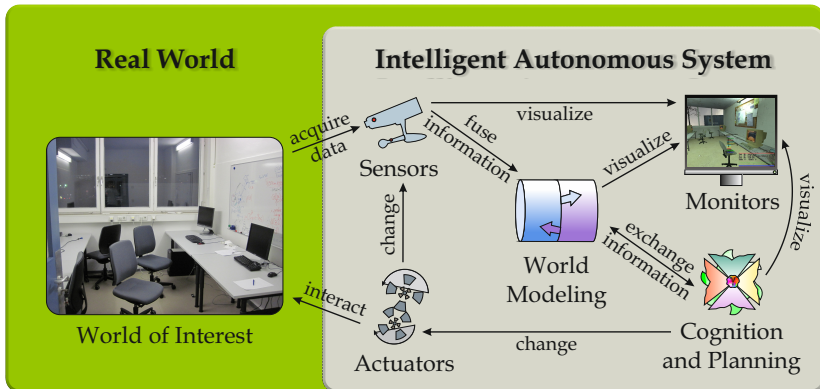 Real World
Intelligent Autonomous System
acquire
data
Sensors
fuse
information
visualize
visualize
Monitors
visualize
change
World
Modeling
exchange
information
interact
World of Interest
Actuators
change
Cognition
and Planning